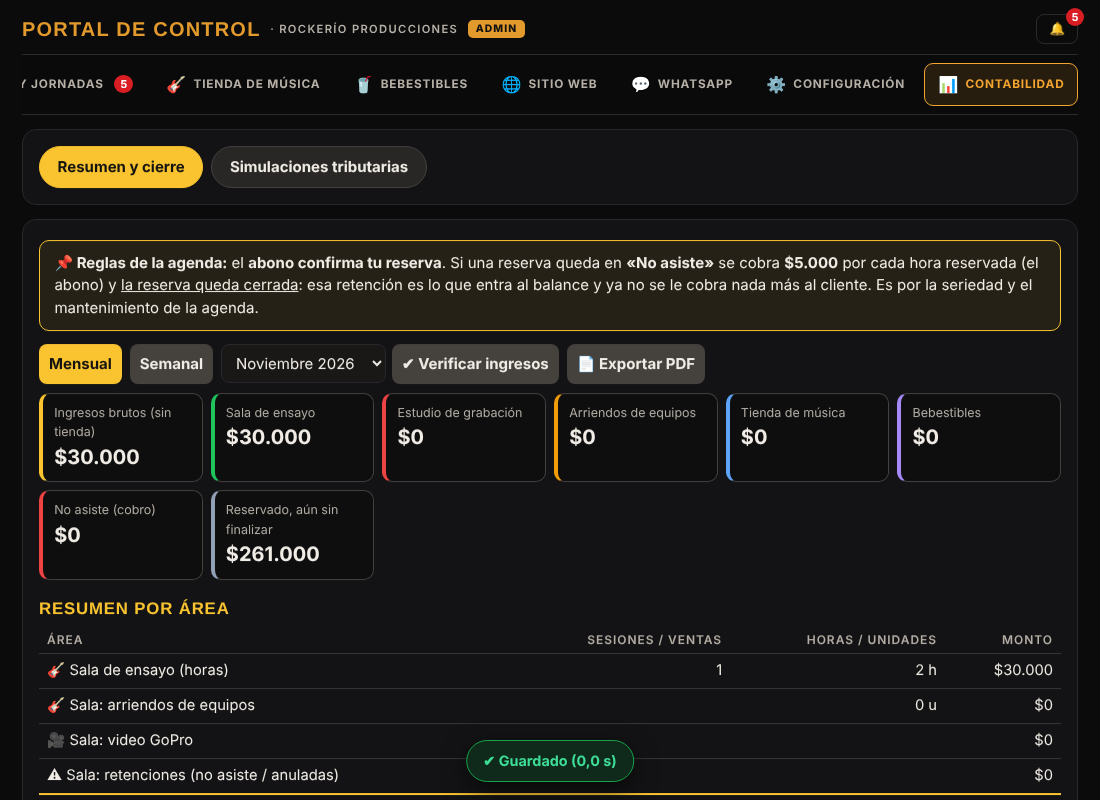 PORTAL DE CONTROL · ROCKERÍO PRODUCCIONES ADMIN 5
Y JORNADAS 5 TIENDA DE MÚSICA BEBESTIBLES SITIO WEB WHATSAPP CONFIGURACIÓN CONTABILIDAD
Resumen y cierre Simulaciones tributarias
📌 Reglas de la agenda: el abono confirma tu reserva. Si una reserva queda en «No asiste» se cobra $5.000 por cada hora reservada (el
abono) y la reserva queda cerrada: esa retención es lo que entra al balance y ya no se le cobra nada más al cliente. Es por la seriedad y el
mantenimiento de la agenda.
Mensual Semanal Noviembre 2026 ✔ Verificar ingresos 📄 Exportar PDF
Ingresos brutos (sin
tienda)
$30.000
Sala de ensayo
$30.000
Estudio de grabación
$0
Arriendos de equipos
$0
Tienda de música
$0
Bebestibles
$0
No asiste (cobro)
$0
Reservado, aún sin
finalizar
$261.000
RESUMEN POR ÁREA
ÁREA SESIONES / VENTAS HORAS / UNIDADES MONTO
🎸 Sala de ensayo (horas) 1 2 h $30.000
🎸 Sala: arriendos de equipos 0 u $0
🎥 Sala: video GoPro $0
⚠ Sala: retenciones (no asiste / anuladas) $0
✔ Guardado (0,0 s)